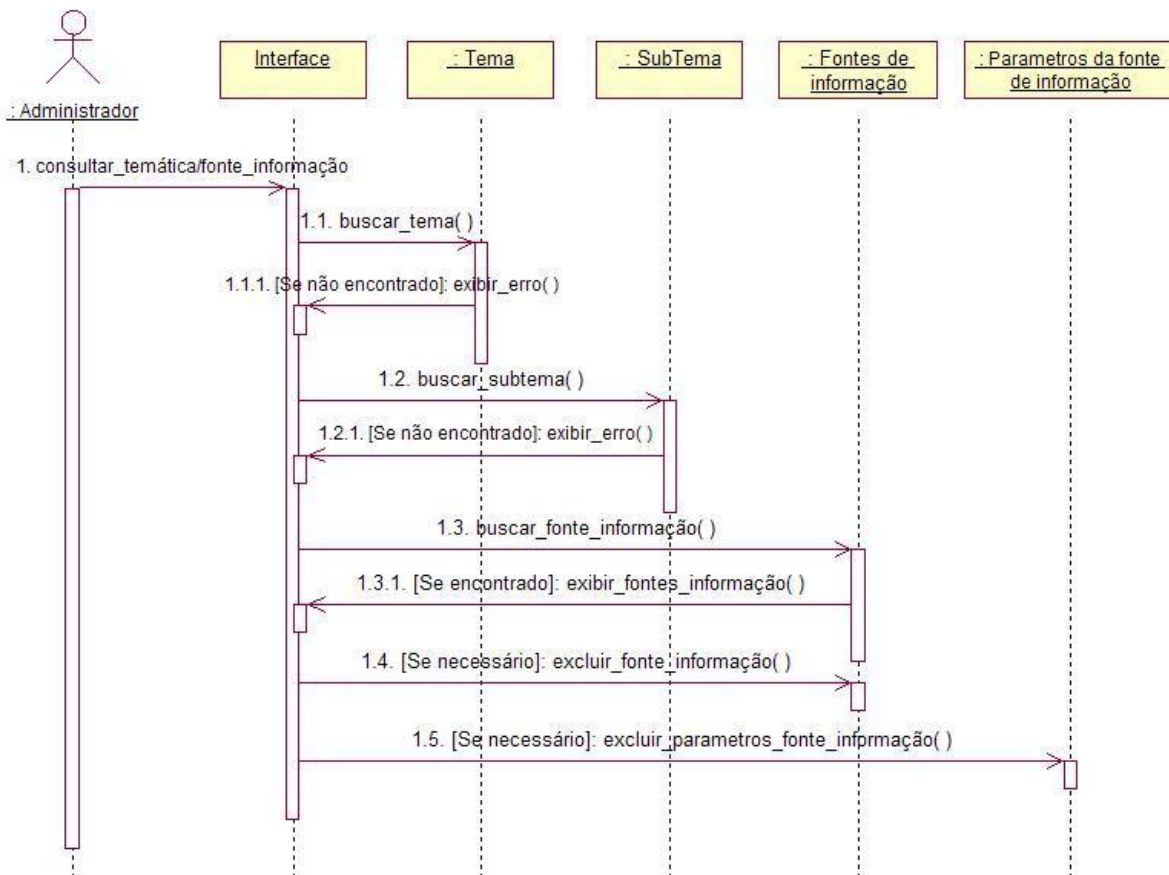 Interface
: Tema
: SubTema
: Fontes de
informação
: Parametros da fonte
de informação
: Administrador
1. consultar_temática/fonte_informação
1.1. buscar_tema( )
1.1.1. [Se não encontrado]: exibir_erro( )
1.2. buscar_subtema( )
1.2.1. [Se não encontrado]: exibir_erro( )
1.3. buscar_fonte_informação( )
1.3.1. [Se encontrado]: exibir_fontes_informação( )
1.4. [Se necessário]: excluir_fonte_informação( )
1.5. [Se necessário]: excluir_parametros_fonte_informação( )